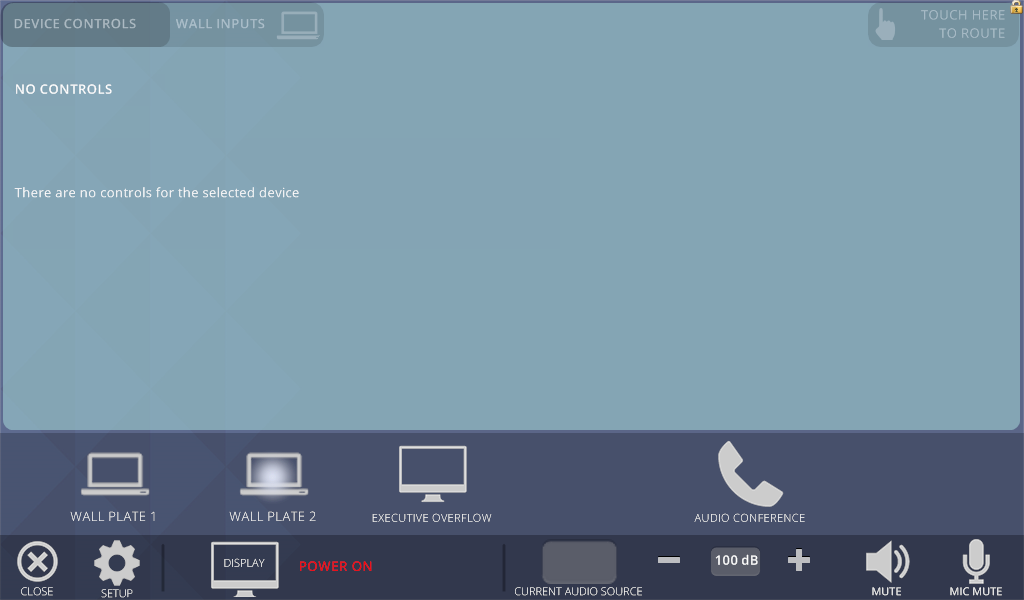 DEVICE CONTROLS
WALL INPUTS
TOUCH HERE
TO ROUTE
NO CONTROLS
There are no controls for the selected device
WALL PLATE 1
WALL PLATE 2
EXECUTIVE OVERFLOW
AUDIO CONFERENCE
CLOSE
SETUP
DISPLAY
POWER ON
CURRENT AUDIO SOURCE
100 dB
MUTE
MIC MUTE